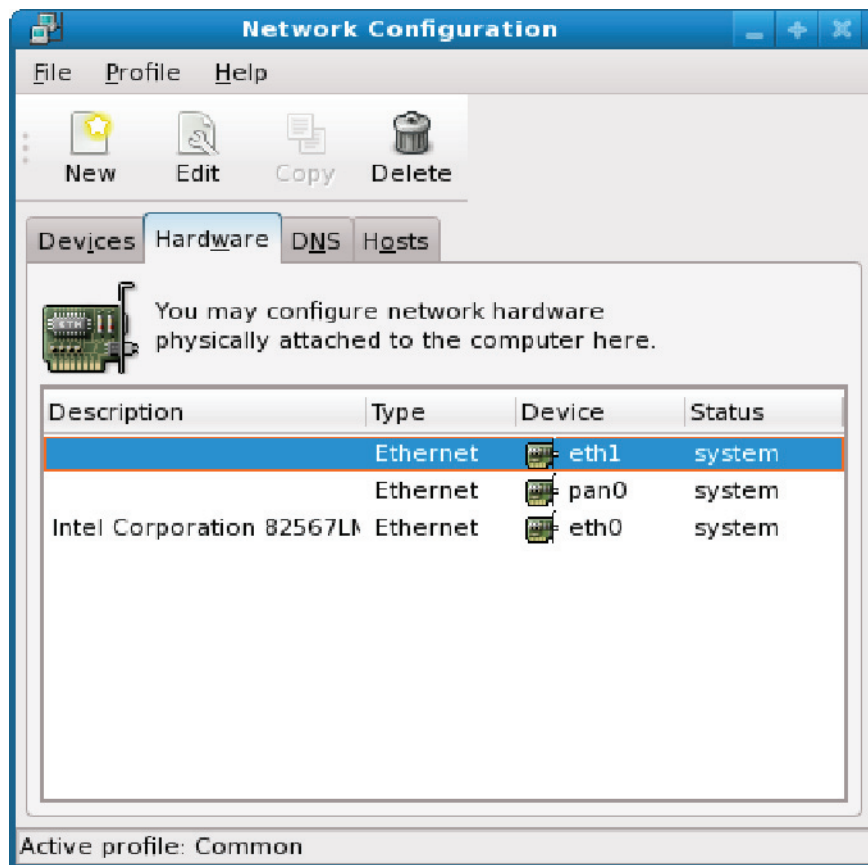 Network Configuration
File Profile Help
New Edit Copy Delete
Devices Hardware DNS Hosts
ETH
You may configure network hardware
physically attached to the computer here.
Description Type Device Status
Ethernet eth1 system
Ethernet pan0 system
Intel Corporation 82567LM Ethernet eth0 system
Active profile: Common